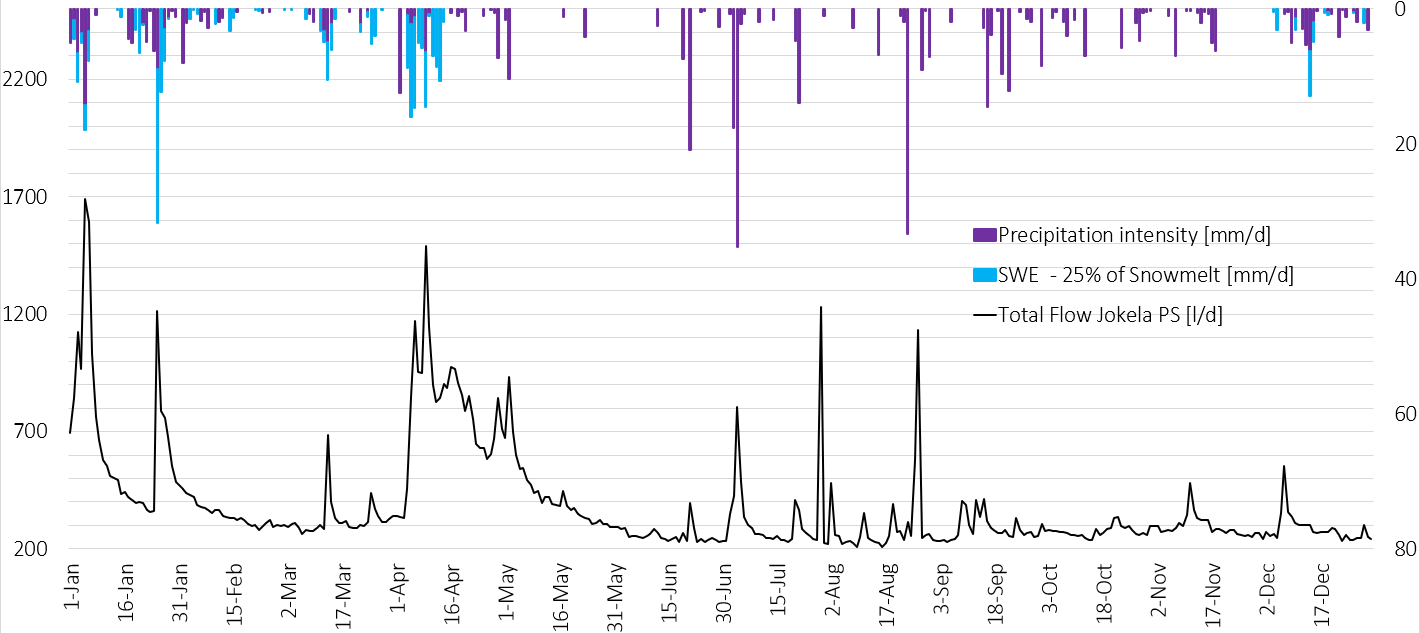 2200
1700
1200
700
200
0
20
40
60
80
Precipitation intensity [mm/d]
SWE  - 25% of Snowmelt [mm/d]
Total Flow Jokela PS [l/d]
1-Jan
16-Jan
31-Jan
15-Feb
2-Mar
17-Mar
1-Apr
16-Apr
1-May
16-May
31-May
15-Jun
30-Jun
15-Jul
2-Aug
17-Aug
3-Sep
18-Sep
3-Oct
18-Oct
2-Nov
17-Nov
2-Dec
17-Dec